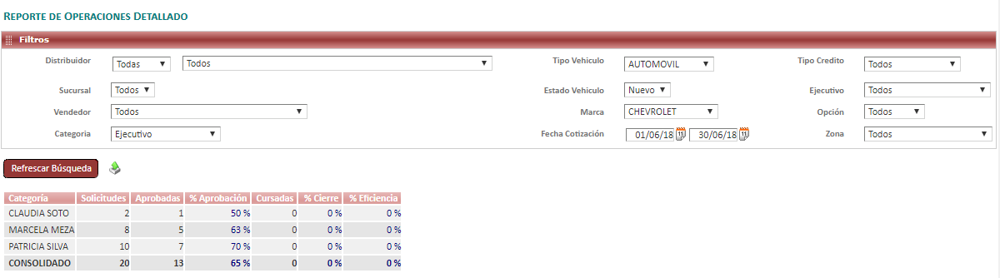 REPORTE DE OPERACIONES DETALLADO
Filtros
Distribuidor Todas Todos Tipo Vehiculo AUTOMOVIL Tipo Credito Todos
Sucursal Todos Estado Vehiculo Nuevo Ejecutivo Todos
Vendedor Todos Marca CHEVROLET Opción Todos
Categoria Ejecutivo Fecha Cotización 01/06/18 11 30/06/18 11 Zona Todos
Refrescar Búsqueda
Categoría Solicitudes Aprobadas % Aprobación Cursadas % Cierre % Eficiencia
CLAUDIA SOTO 2 1 50 % 0 0 % 0 %
MARCELA MEZA 8 5 63 % 0 0 % 0 %
PATRICIA SILVA 10 7 70 % 0 0 % 0 %
CONSOLIDADO 20 13 65 % 0 0 % 0 %